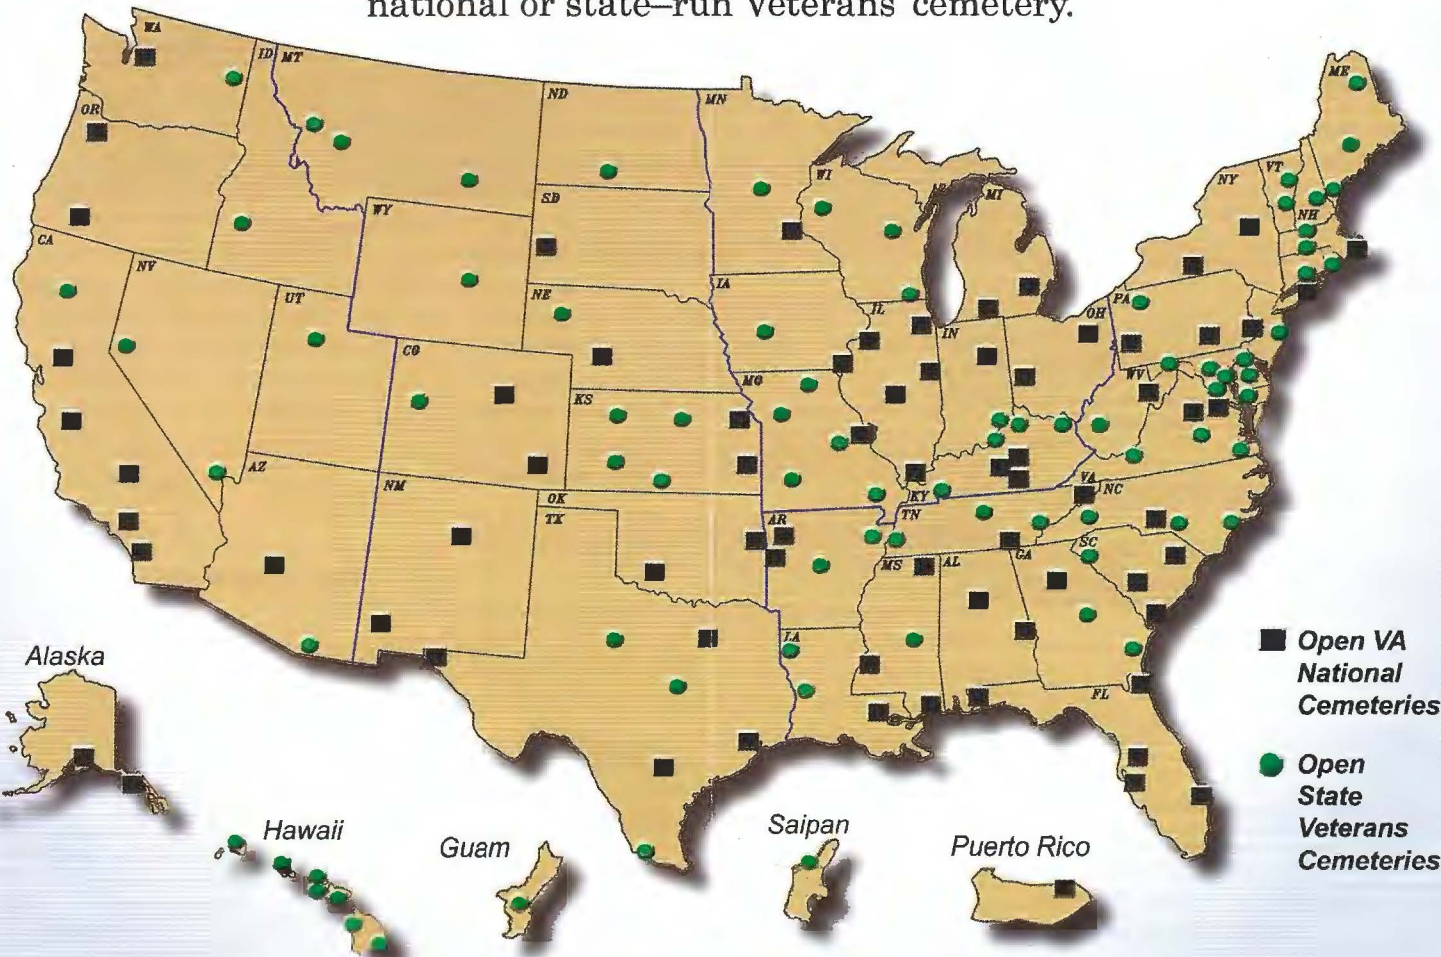 national or state–run Veterans' cemetery.
WA
ID
MT
ND
MN
ME
OR
WI
VT
NY
MI
SD
WY
NH
CA
NV
UT
NE
IA
IL
IN
OH
PA
CO
MO
WV
KS
AZ
NM
OK
TX
KY
VA
NC
AR
TN
SC
MS
AL
GA
LA
FL
Alaska
Open VA
National
Cemeteries
Open
State
Veterans
Cemeteries
Hawaii
Guam
Saipan
Puerto Rico